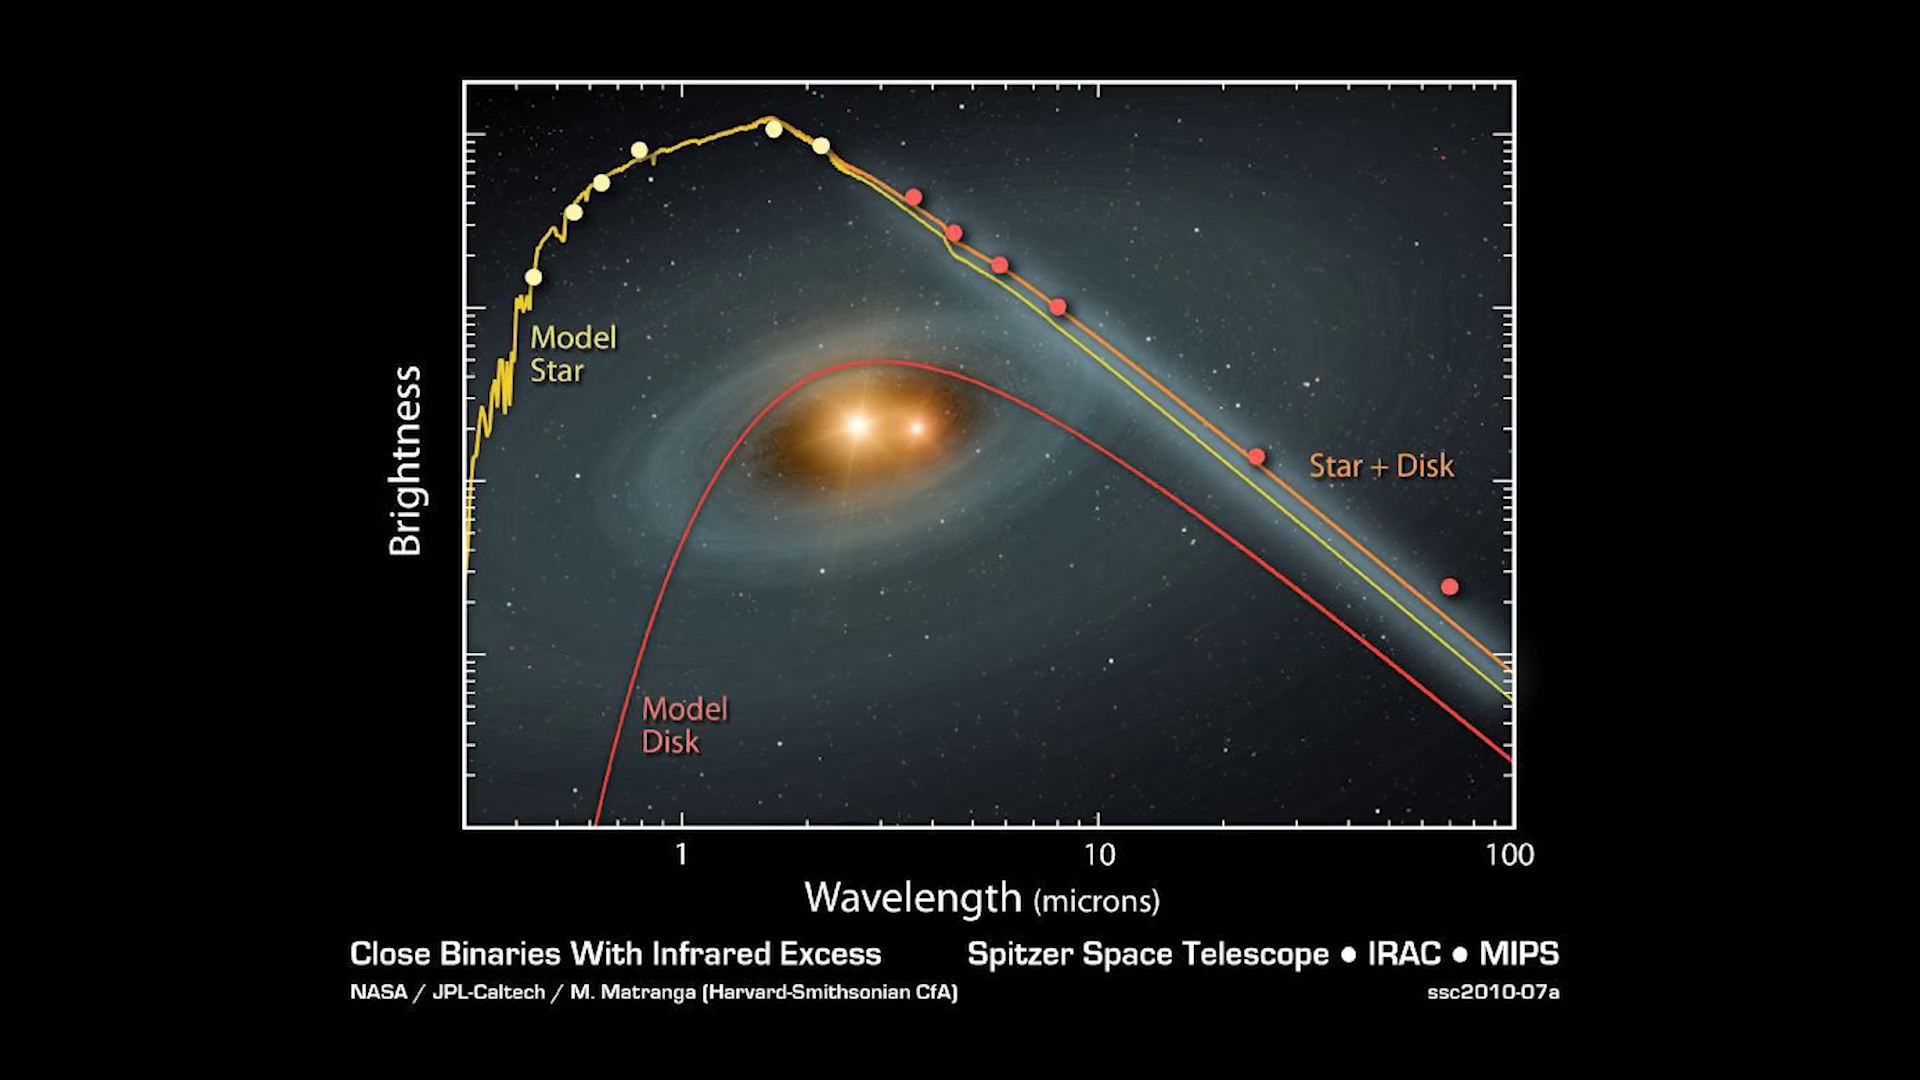 Model
Star
Brightness
Star + Disk
Model
Disk
1 10 100
Wavelength (microns)
Close Binaries With Infrared Excess Spitzer Space Telescope ● IRAC ● MIPS
NASA / JPL-Caltech / M. Matranga (Harvard-Smithsonian CfA) ssc2010-07a